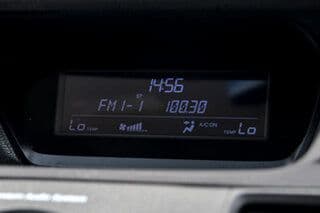 14:56
ST
FM1-1 100.30
Lo TEMP A/C ON TEMP Lo